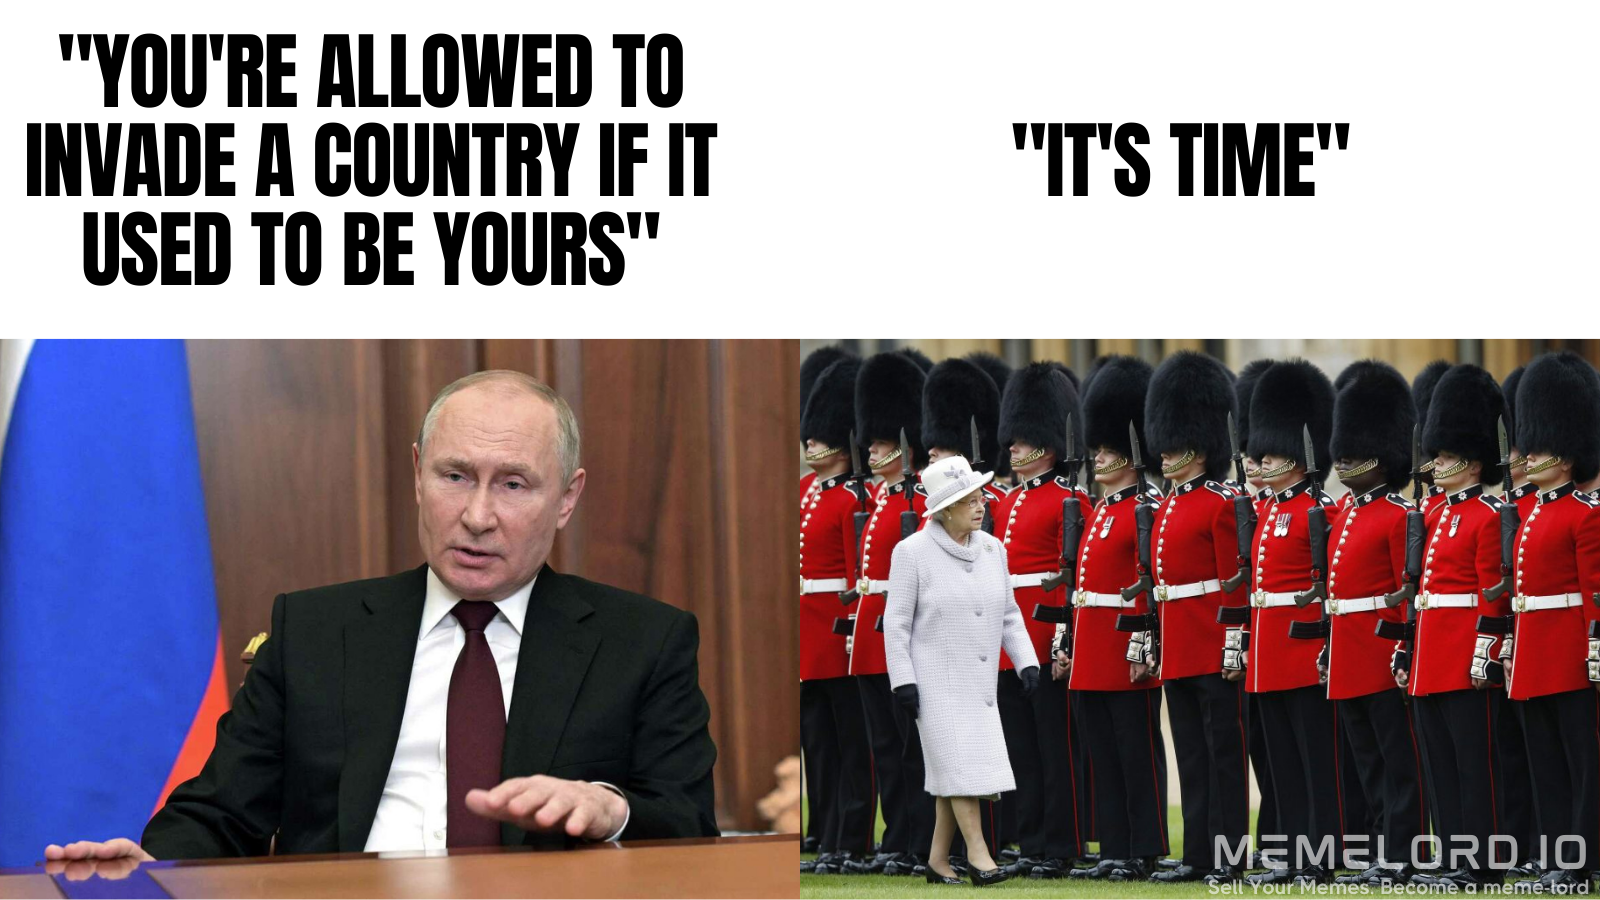 "YOU'RE ALLOWED TO
INVADE A COUNTRY IF IT
USED TO BE YOURS"
"IT'S TIME"
MEMELORD.IO
Sell Your Memes. Become a meme-lord